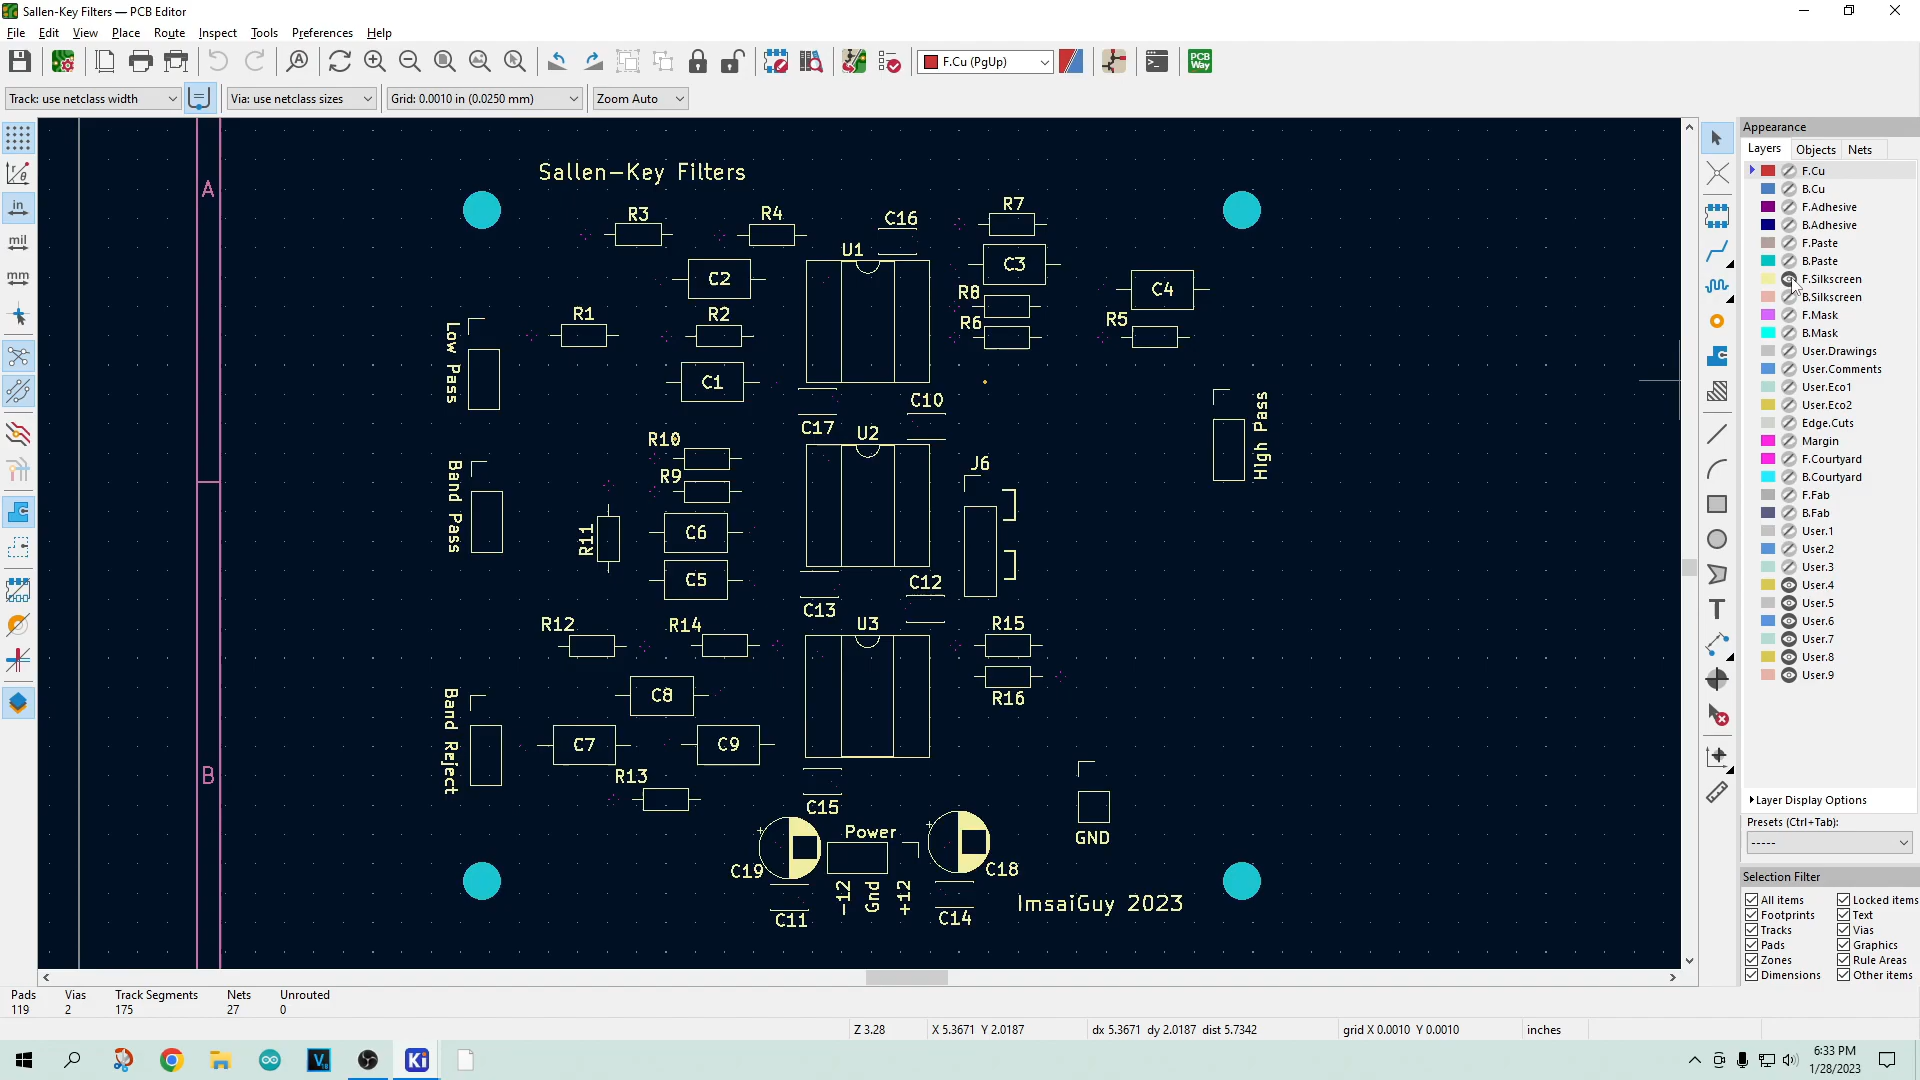 Sallen-Key Filters — PCB Editor
File Edit View Place Route Inspect Tools Preferences Help
F.Cu (PgUp)
PCB Way
Track: use netclass width
Via: use netclass sizes
Grid: 0.0010 in (0.0250 mm)
Zoom Auto
in
mil
mm
A
B
Sallen-Key Filters
R3
R4
C16
R7
U1
C2
C3
C4
R1
R2
R8
R6
R5
Low Pass
C1
C10
C17
U2
High Pass
R10
R9
J6
Band Pass
R11
C6
C5
C12
C13
R12
R14
U3
R15
R16
Band Reject
C8
C7
C9
R13
C15
Power
GND
C19
C18
-12
Gnd
+12
C11
C14
ImsaiGuy 2023
Appearance
Layers Objects Nets
F.Cu
B.Cu
F.Adhesive
B.Adhesive
F.Paste
B.Paste
F.Silkscreen
B.Silkscreen
F.Mask
B.Mask
User.Drawings
User.Comments
User.Eco1
User.Eco2
Edge.Cuts
Margin
F.Courtyard
B.Courtyard
F.Fab
B.Fab
User.1
User.2
User.3
User.4
User.5
User.6
User.7
User.8
User.9
Layer Display Options
Presets (Ctrl+Tab):
-----
Selection Filter
All items Locked items
Footprints Text
Tracks Vias
Pads Graphics
Zones Rule Areas
Dimensions Other items
Pads Vias Track Segments Nets Unrouted
119 2 175 27 0
Z 3.28 X 5.3671 Y 2.0187 dx 5.3671 dy 2.0187 dist 5.7342 grid X 0.0010 Y 0.0010 inches
Ki
6:33 PM
1/28/2023